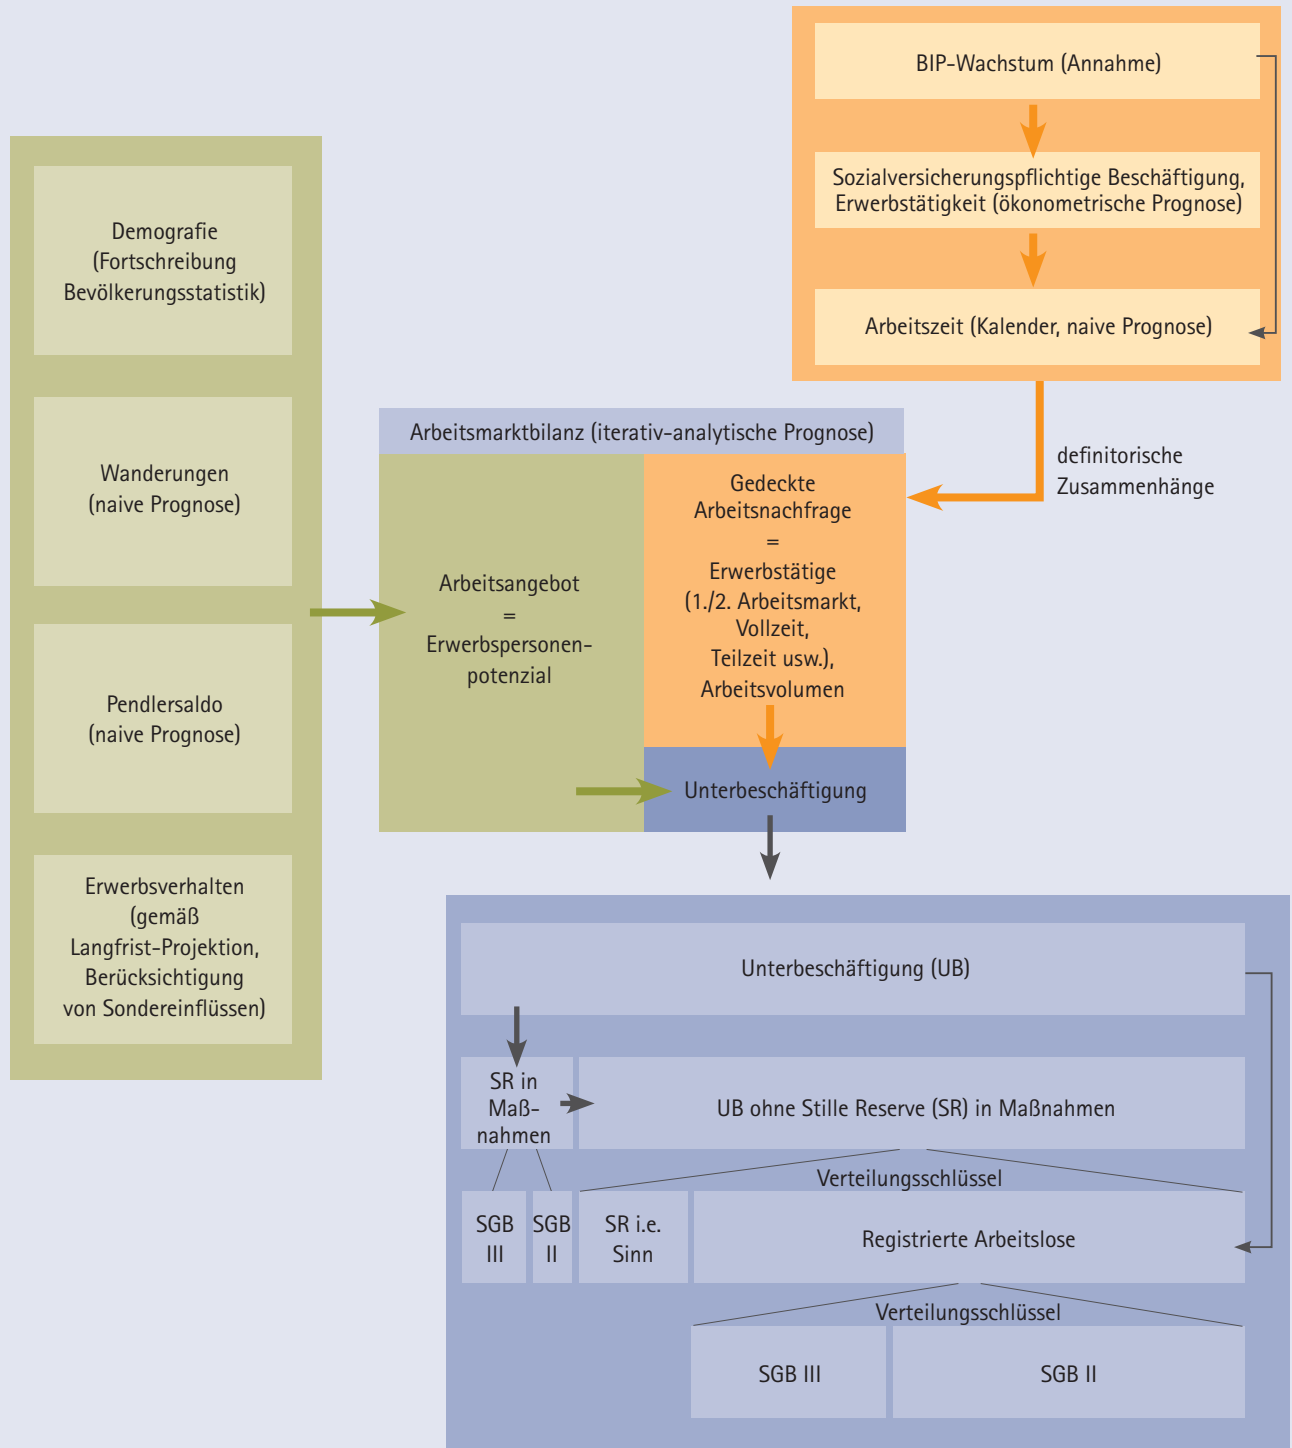 BIP-Wachstum (Annahme)
Sozialversicherungspflichtige Beschäftigung,
Erwerbstätigkeit (ökonometrische Prognose)
Arbeitszeit (Kalender, naive Prognose)
definitorische
Zusammenhänge
Demografie
(Fortschreibung
Bevölkerungsstatistik)
Wanderungen
(naive Prognose)
Pendlersaldo
(naive Prognose)
Erwerbsverhalten
(gemäß
Langfrist-Projektion,
Berücksichtigung
von Sondereinflüssen)
Arbeitsmarktbilanz (iterativ-analytische Prognose)
Arbeitsangebot
=
Erwerbspersonen-
potenzial
Gedeckte
Arbeitsnachfrage
=
Erwerbstätige
(1./2. Arbeitsmarkt,
Vollzeit,
Teilzeit usw.),
Arbeitsvolumen
Unterbeschäftigung
Unterbeschäftigung (UB)
SR in
Maß-
nahmen
UB ohne Stille Reserve (SR) in Maßnahmen
Verteilungsschlüssel
SGB
III
SGB
II
SR i.e.
Sinn
Registrierte Arbeitslose
Verteilungsschlüssel
SGB III
SGB II